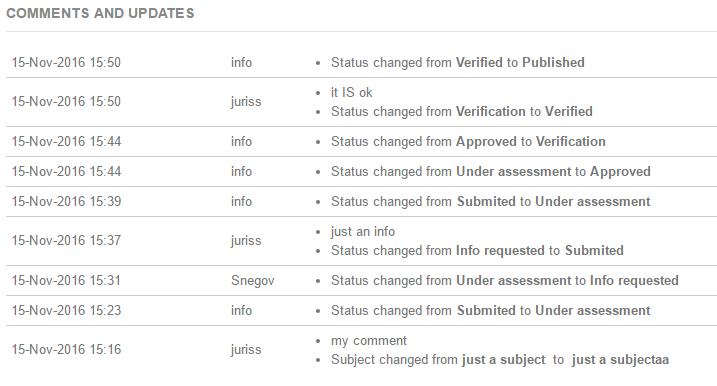 COMMENTS AND UPDATES
15-Nov-2016 15:50 info • Status changed from Verified to Published
15-Nov-2016 15:50 juriss • it IS ok
• Status changed from Verification to Verified
15-Nov-2016 15:44 info • Status changed from Approved to Verification
15-Nov-2016 15:44 info • Status changed from Under assessment to Approved
15-Nov-2016 15:39 info • Status changed from Submited to Under assessment
15-Nov-2016 15:37 juriss • just an info
• Status changed from Info requested to Submited
15-Nov-2016 15:31 Snegov • Status changed from Under assessment to Info requested
15-Nov-2016 15:23 info • Status changed from Submited to Under assessment
15-Nov-2016 15:16 juriss • my comment
• Subject changed from just a subject to just a subjectaa